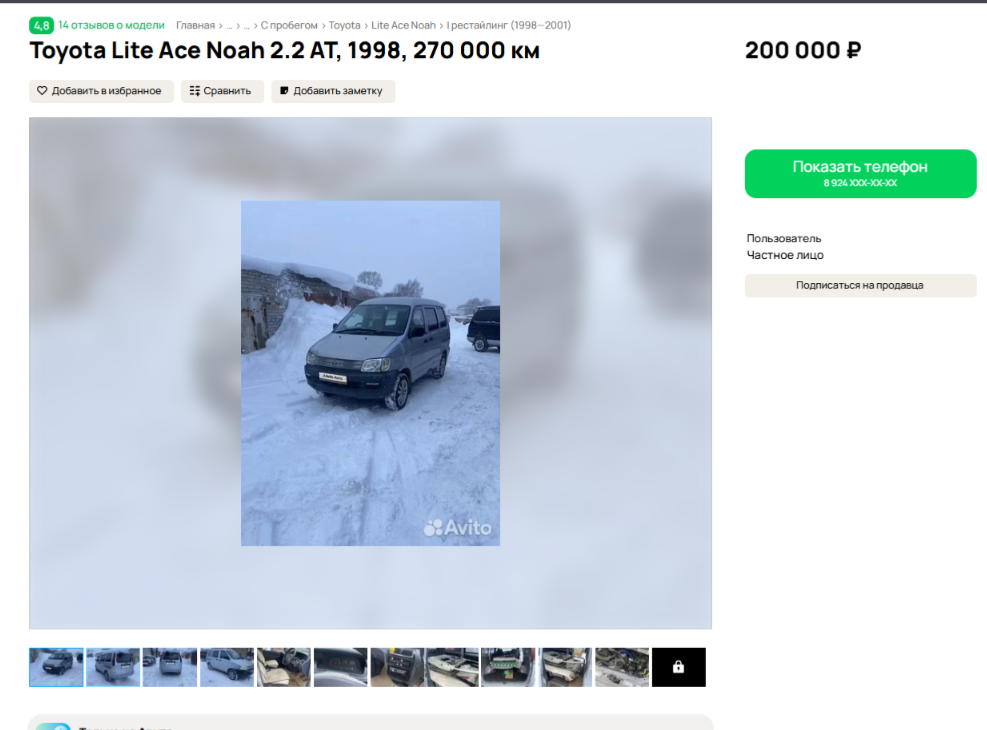 4,8 14 отзывов о модели Главная › ... › ... › С пробегом › Toyota › Lite Ace Noah › I рестайлинг (1998—2001)
Toyota Lite Ace Noah 2.2 AT, 1998, 270 000 км
200 000 ₽
Добавить в избранное Сравнить Добавить заметку
Показать телефон
8 924 XXX-XX-XX
Пользователь
Частное лицо
Подписаться на продавца
Avito